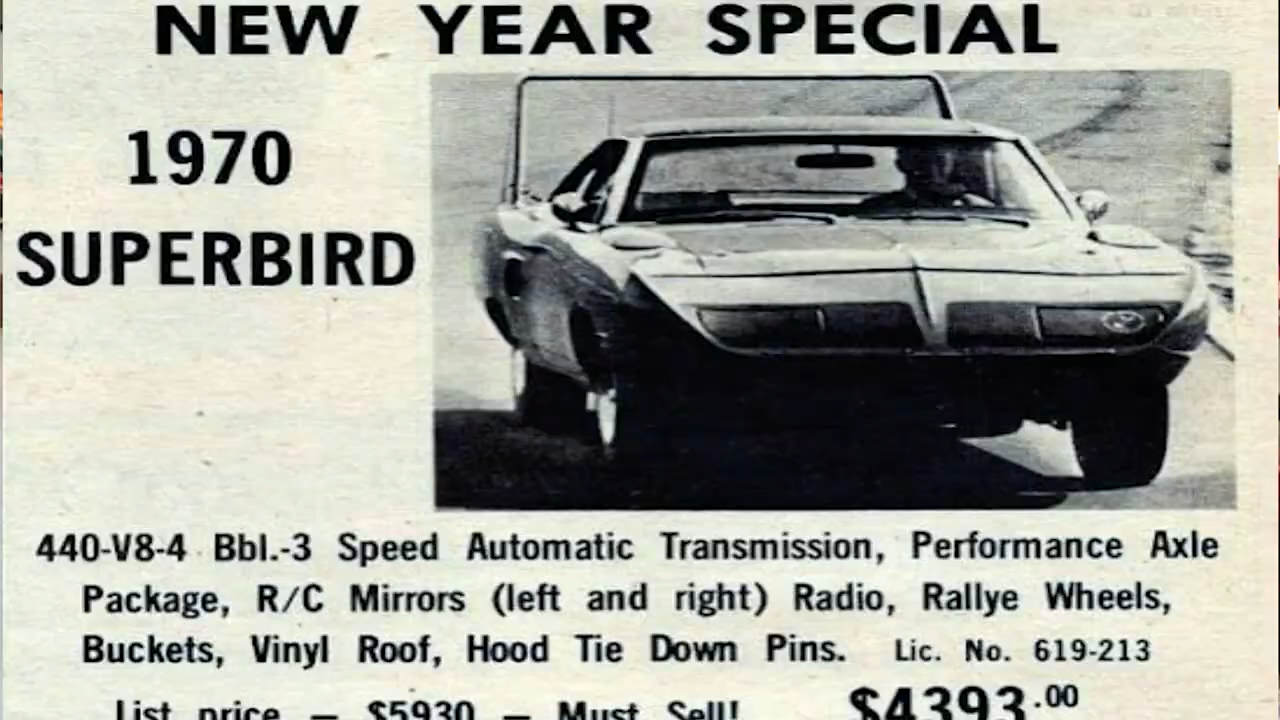 NEW YEAR SPECIAL
1970
SUPERBIRD
440-V8-4 Bbl.-3 Speed Automatic Transmission, Performance Axle
Package, R/C Mirrors (left and right) Radio, Rallye Wheels,
Buckets, Vinyl Roof, Hood Tie Down Pins. Lic. No. 619-213
List price — $5930 — Must Sell! $4393.00